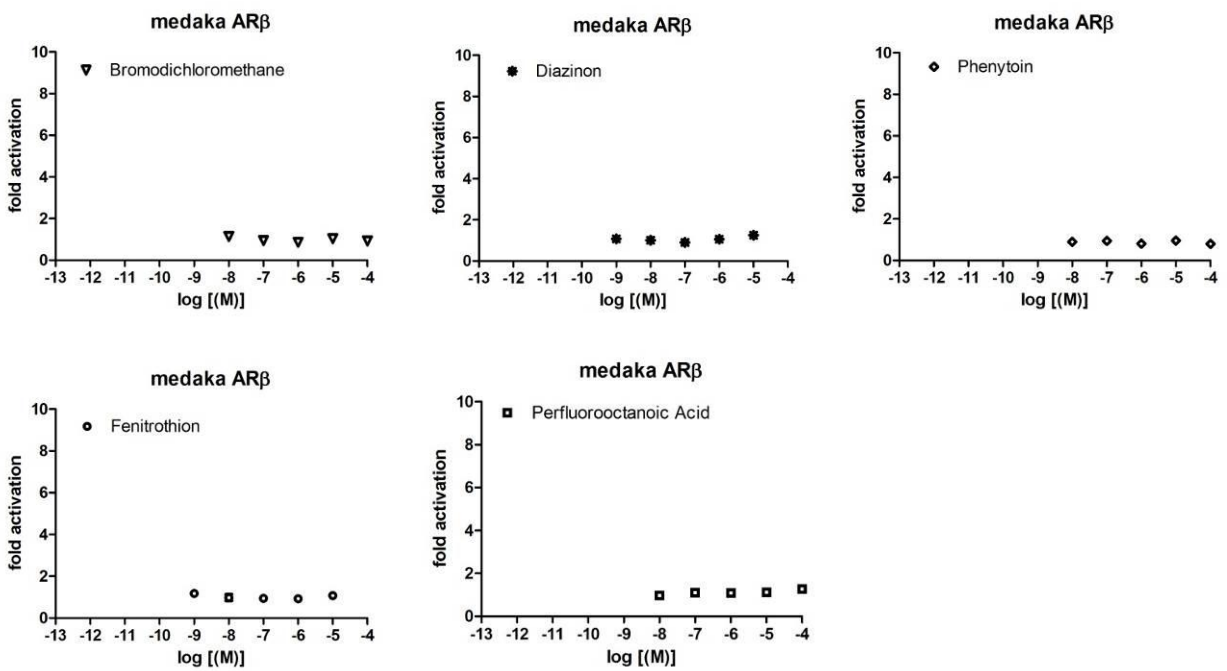 medaka ARβ
10
8
6
4
2
0
fold activation
Bromodichloromethane
-13 -12 -11 -10 -9 -8 -7 -6 -5 -4
log [(M)]
medaka ARβ
10
8
6
4
2
0
fold activation
Diazinon
-13 -12 -11 -10 -9 -8 -7 -6 -5 -4
log [(M)]
medaka ARβ
10
8
6
4
2
0
fold activation
Phenytoin
-13 -12 -11 -10 -9 -8 -7 -6 -5 -4
log [(M)]
medaka ARβ
10
8
6
4
2
0
fold activation
Fenitrothion
-13 -12 -11 -10 -9 -8 -7 -6 -5 -4
log [(M)]
medaka ARβ
10
8
6
4
2
0
fold activation
Perfluorooctanoic Acid
-13 -12 -11 -10 -9 -8 -7 -6 -5 -4
log [(M)]